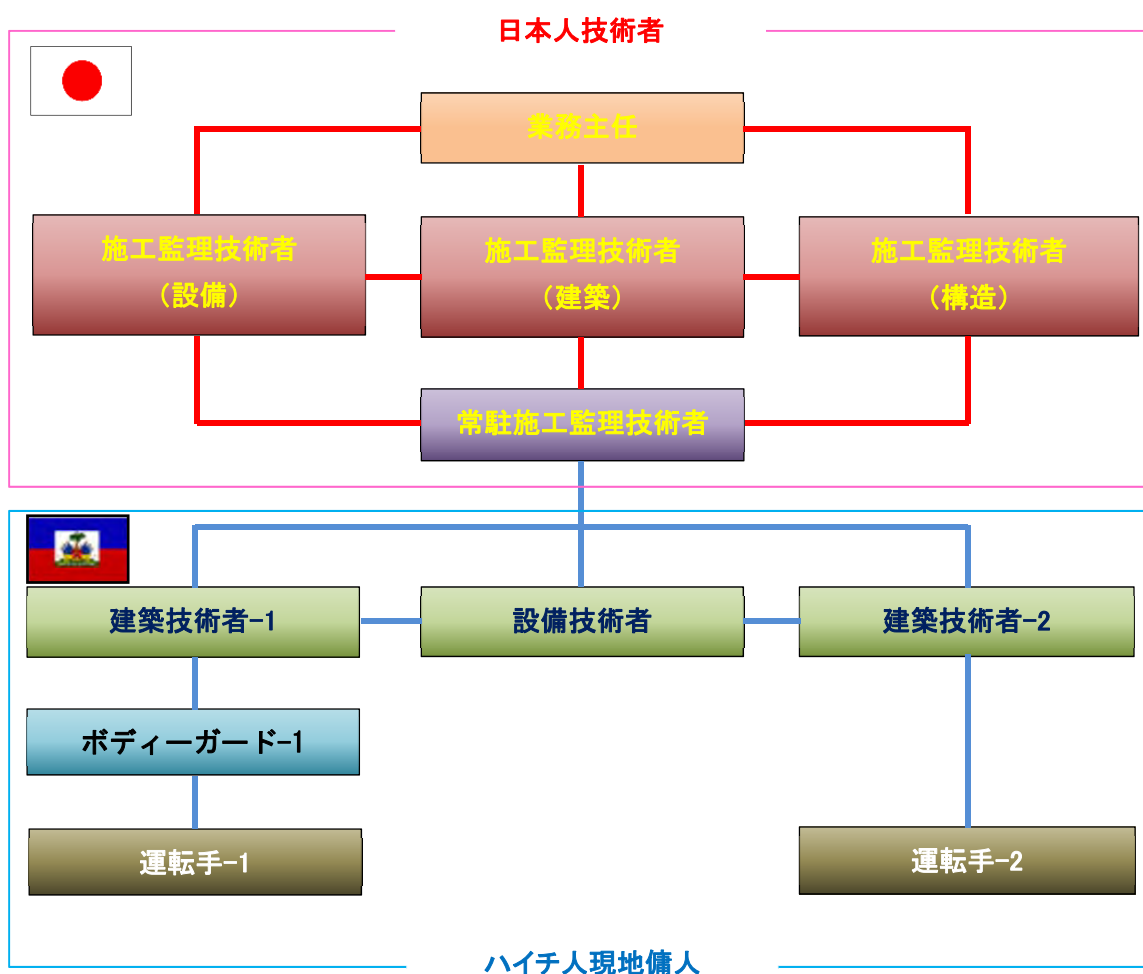 日本人技術者
業務主任
施工監理技術者
（設備）
施工監理技術者
（建築）
施工監理技術者
（構造）
常駐施工監理技術者
建築技術者-1
設備技術者
建築技術者-2
ボディーガード-1
運転手-1
運転手-2
ハイチ人現地傭人